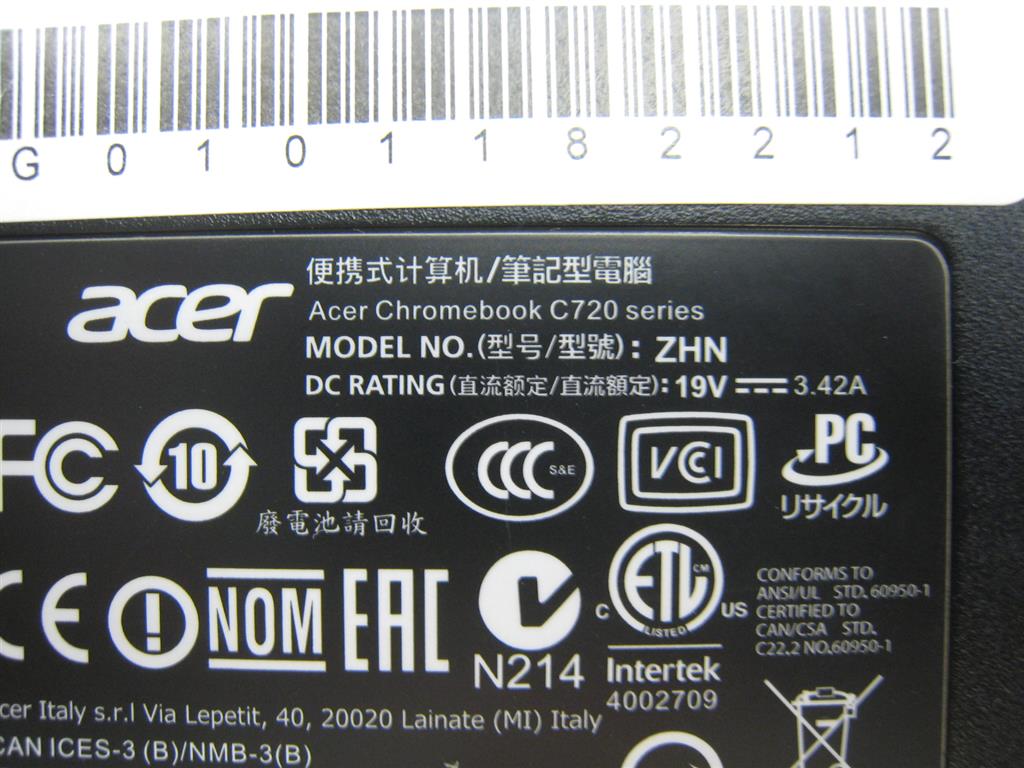 G 0 1 0 1 1 8 2 2 1 2
acer
便携式计算机/筆記型電腦
Acer Chromebook C720 series
MODEL NO.(型号/型號): ZHN
DC RATING (直流额定/直流額定): 19V 3.42A
FC
10
CCC S&E
VCCI
PC
リサイクル
廢電池請回收
CE
!
NOM
EAC
N214
C ETL CM US
LISTED
Intertek
4002709
CONFORMS TO
ANSI/UL STD. 60950-1
CERTIFIED TO
CAN/CSA STD.
C22.2 NO.60950-1
cer Italy s.r.l Via Lepetit, 40, 20020 Lainate (MI) Italy
CAN ICES-3 (B)/NMB-3(B)